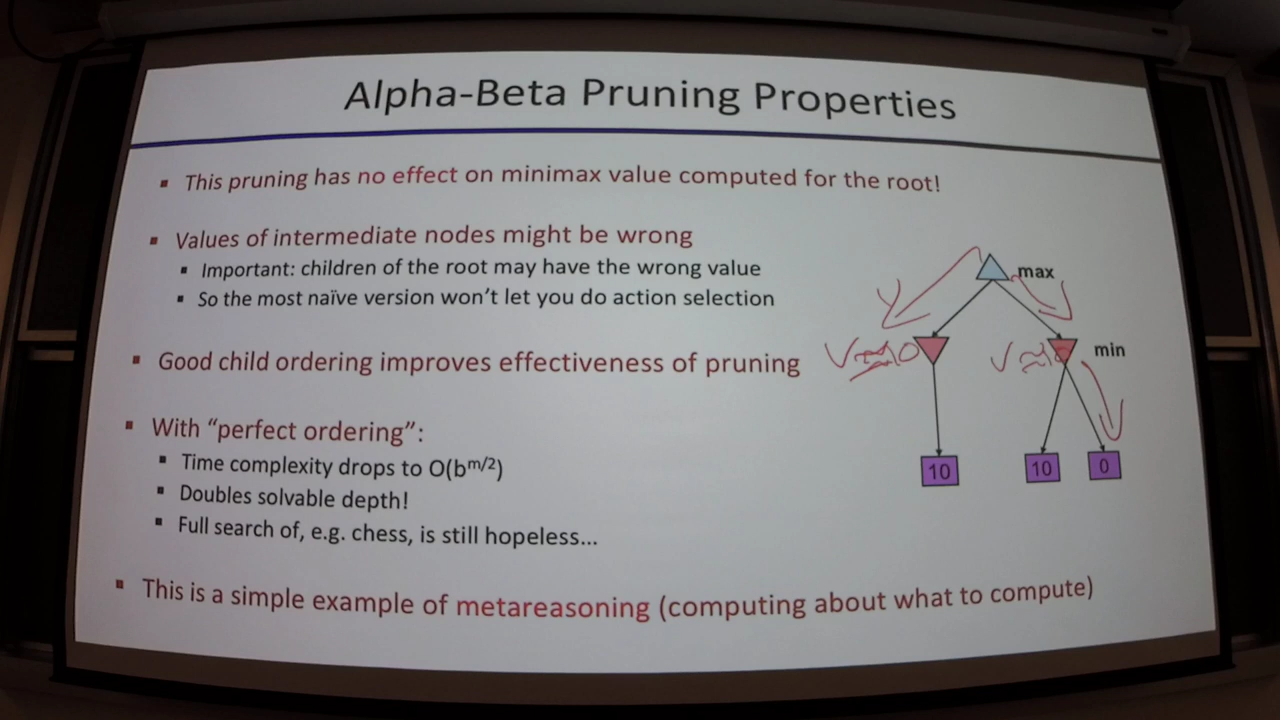 Alpha-Beta Pruning Properties
This pruning has no effect on minimax value computed for the root!
Values of intermediate nodes might be wrong
Important: children of the root may have the wrong value
So the most naïve version won't let you do action selection
Good child ordering improves effectiveness of pruning
With "perfect ordering":
Time complexity drops to O(b^m/2)
Doubles solvable depth!
Full search of, e.g. chess, is still hopeless...
This is a simple example of metareasoning (computing about what to compute)
max
min
10
10
0